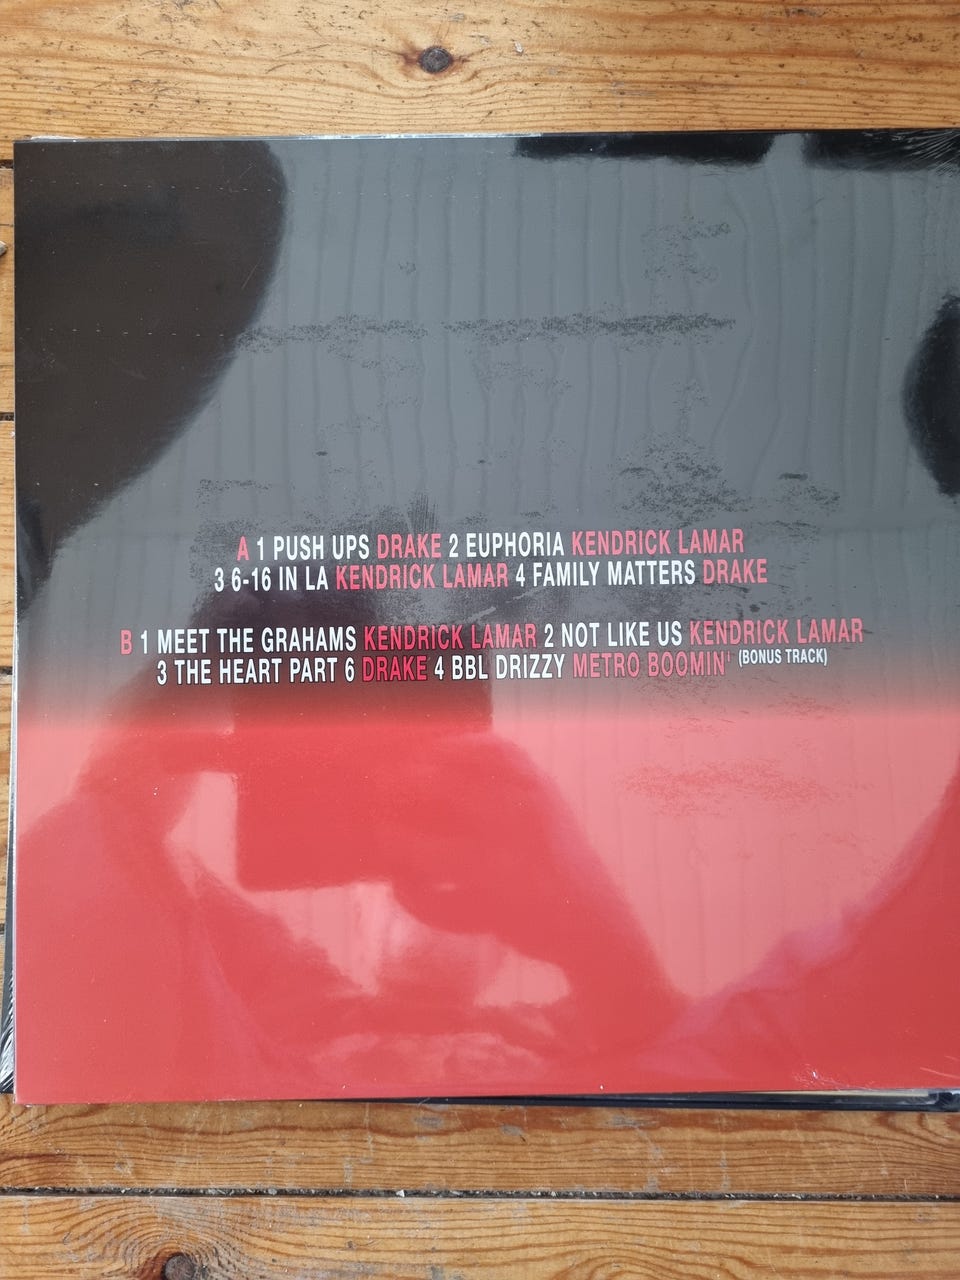 A 1 PUSH UPS DRAKE 2 EUPHORIA KENDRICK LAMAR
3 6-16 IN LA KENDRICK LAMAR 4 FAMILY MATTERS DRAKE
B 1 MEET THE GRAHAMS KENDRICK LAMAR 2 NOT LIKE US KENDRICK LAMAR
3 THE HEART PART 6 DRAKE 4 BBL DRIZZY METRO BOOMIN' (BONUS TRACK)